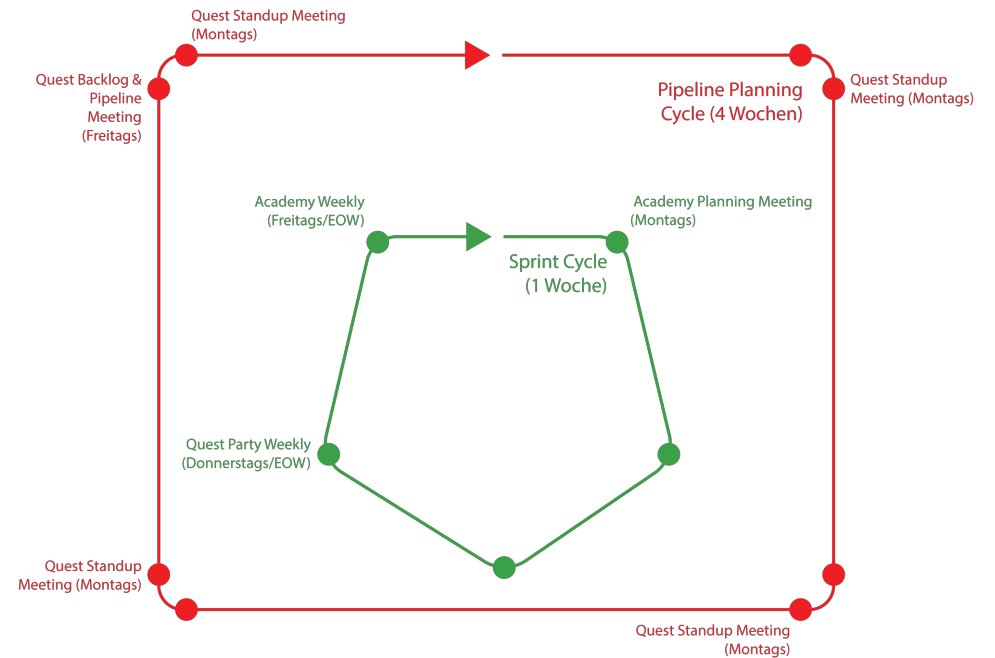 Quest Standup Meeting
(Montags)
Quest Backlog &
Pipeline
Meeting
(Freitags)
Pipeline Planning
Cycle (4 Wochen)
Quest Standup
Meeting (Montags)
Academy Weekly
(Freitags/EOW)
Academy Planning Meeting
(Montags)
Sprint Cycle
(1 Woche)
Quest Party Weekly
(Donnerstags/EOW)
Quest Standup
Meeting (Montags)
Quest Standup Meeting
(Montags)